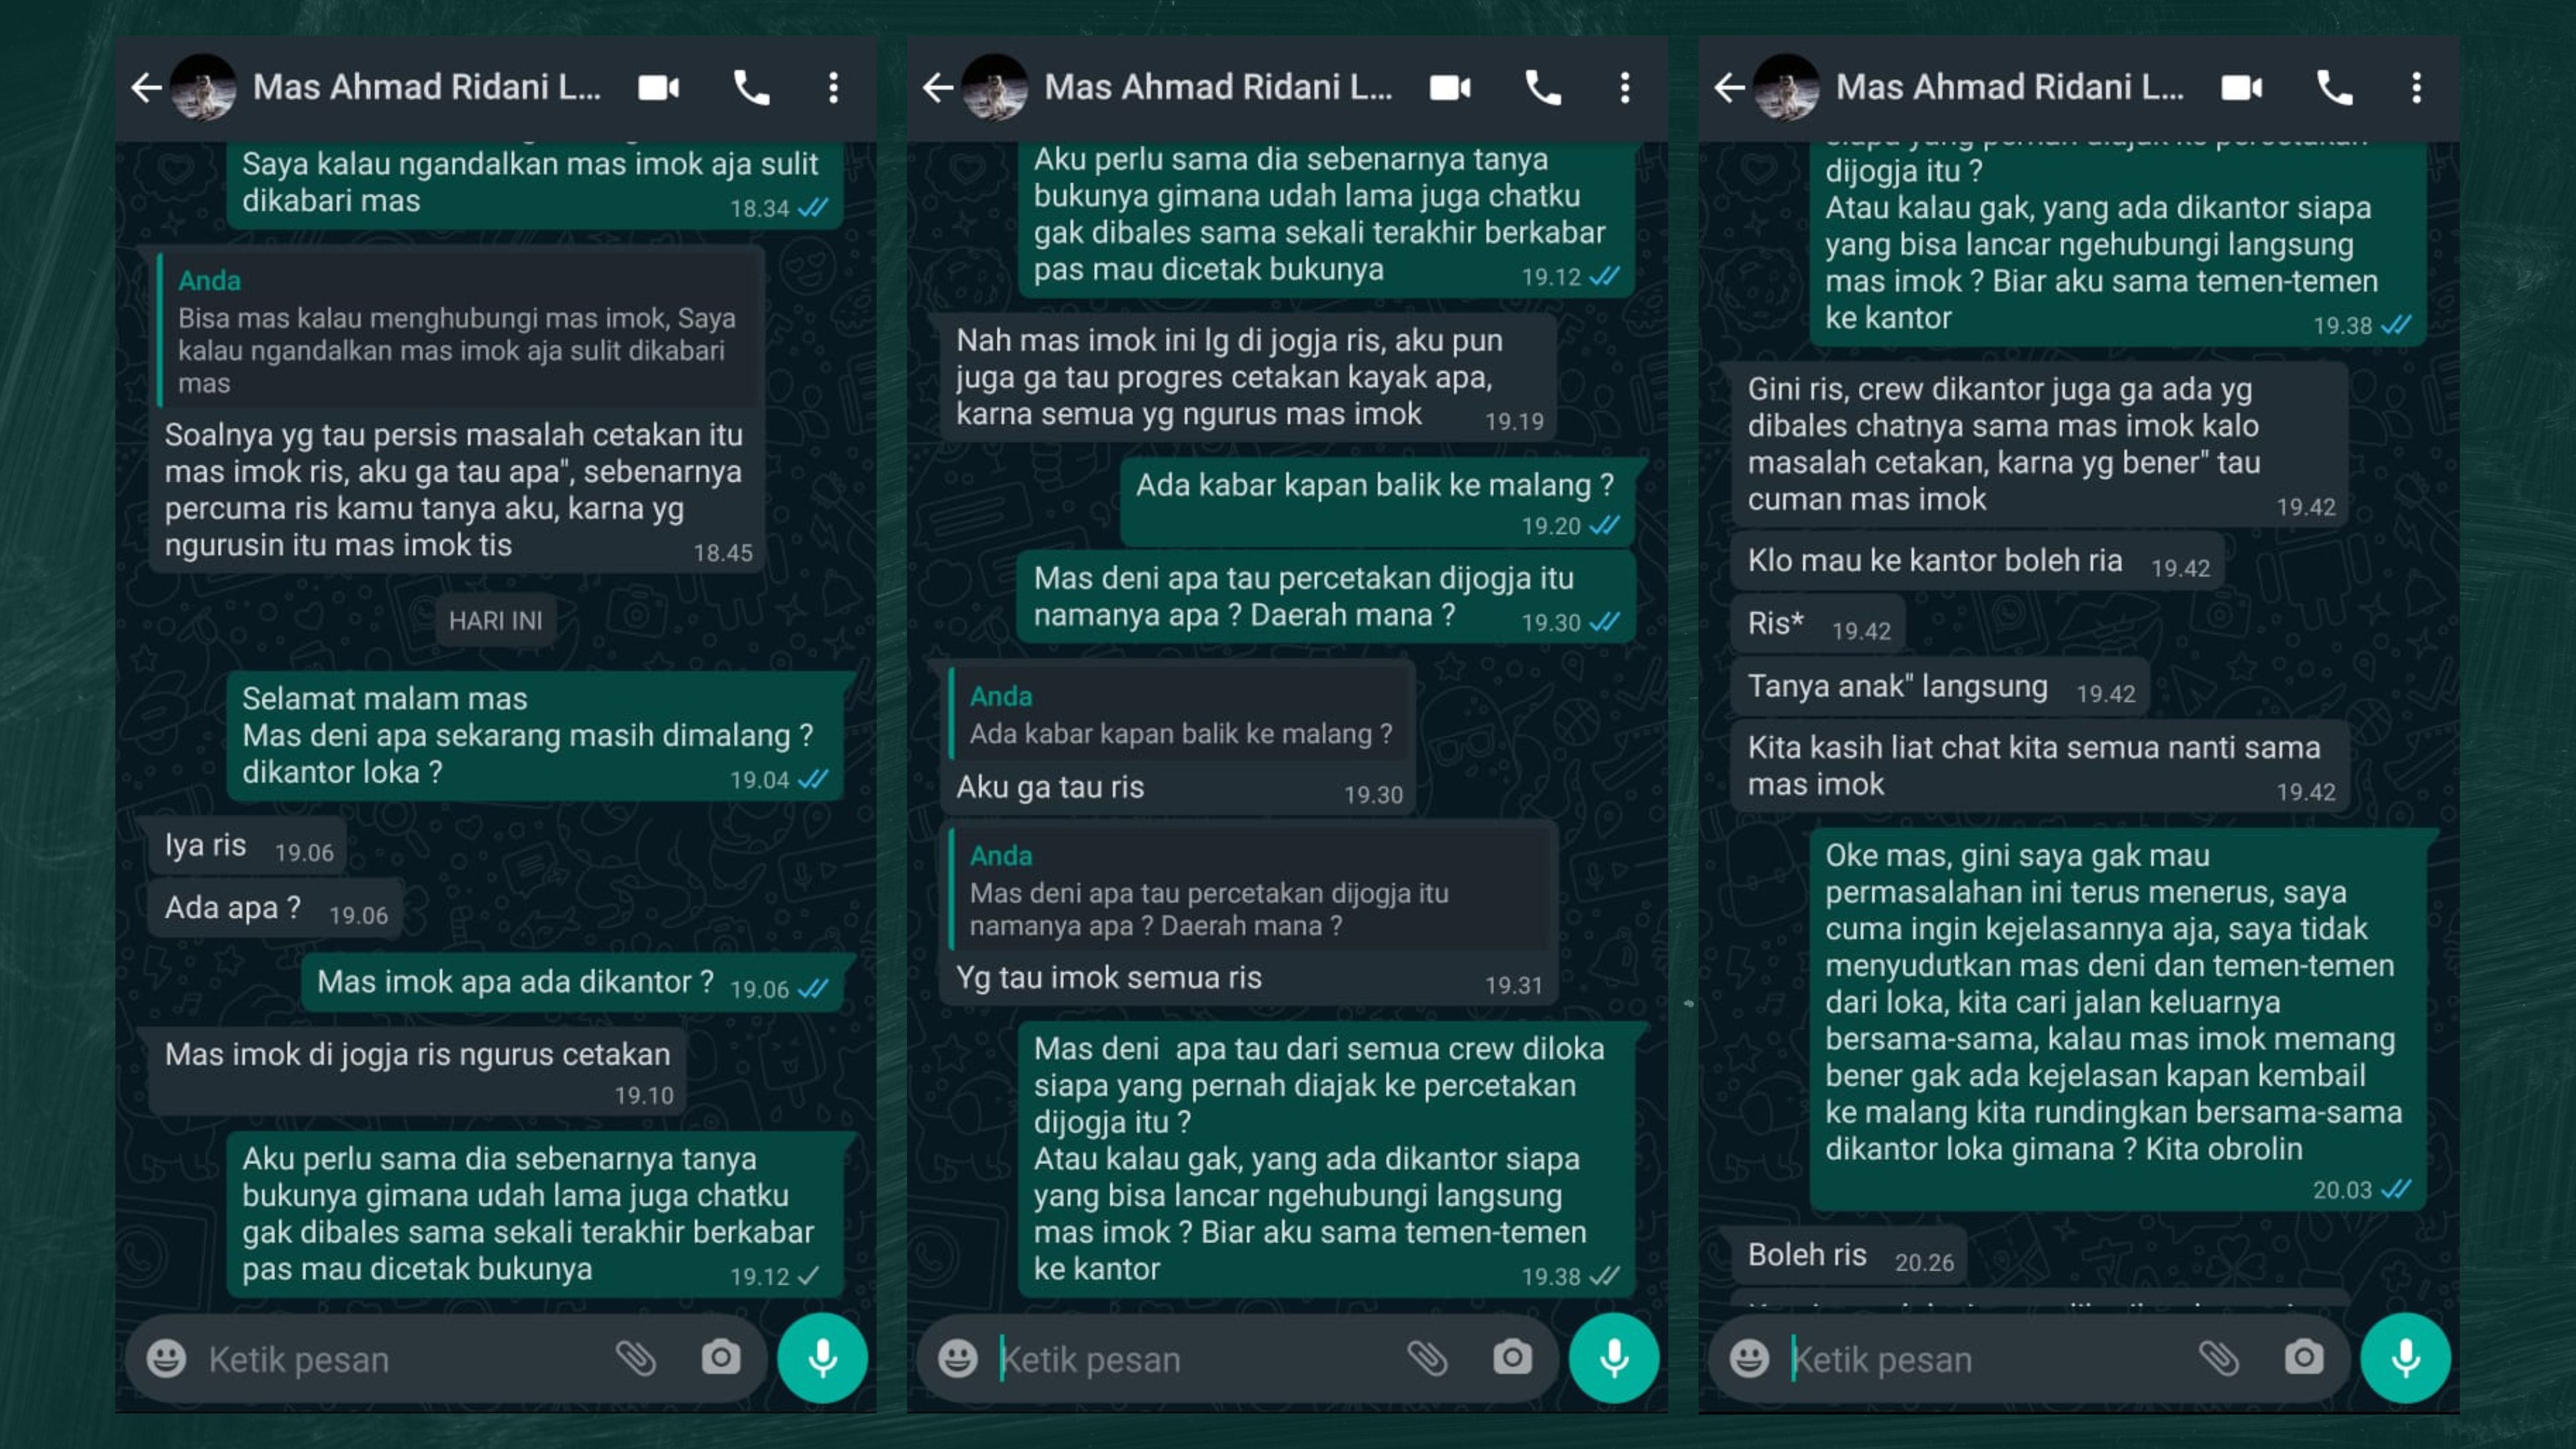 Mas Ahmad Ridani L...
Saya kalau ngandalkan mas imok aja sulit
dikabari mas
18.34
Anda
Bisa mas kalau menghubungi mas imok, Saya
kalau ngandalkan mas imok aja sulit dikabari
mas
Soalnya yg tau persis masalah cetakan itu
mas imok ris, aku ga tau apa", sebenarnya
percuma ris kamu tanya aku, karna yg
ngurusin itu mas imok tis
18.45
HARI INI
Selamat malam mas
Mas deni apa sekarang masih dimalang ?
dikantor loka ?
19.04
Iya ris 19.06
Ada apa ? 19.06
Mas imok apa ada dikantor ? 19.06
Mas imok di jogja ris ngurus cetakan
19.10
Aku perlu sama dia sebenarnya tanya
bukunya gimana udah lama juga chatku
gak dibales sama sekali terakhir berkabar
pas mau dicetak bukunya
19.12
Ketik pesan
Mas Ahmad Ridani L...
Aku perlu sama dia sebenarnya tanya
bukunya gimana udah lama juga chatku
gak dibales sama sekali terakhir berkabar
pas mau dicetak bukunya
19.12
Nah mas imok ini lg di jogja ris, aku pun
juga ga tau progres cetakan kayak apa,
karna semua yg ngurus mas imok
19.19
Ada kabar kapan balik ke malang ?
19.20
Mas deni apa tau percetakan dijogja itu
namanya apa ? Daerah mana ?
19.30
Anda
Ada kabar kapan balik ke malang ?
Aku ga tau ris
19.30
Anda
Mas deni apa tau percetakan dijogja itu
namanya apa ? Daerah mana ?
Yg tau imok semua ris
19.31
Mas deni  apa tau dari semua crew diloka
siapa yang pernah diajak ke percetakan
dijogja itu ?
Atau kalau gak, yang ada dikantor siapa
yang bisa lancar ngehubungi langsung
mas imok ? Biar aku sama temen-temen
ke kantor
19.38
Ketik pesan
Mas Ahmad Ridani L...
dijogja itu ?
Atau kalau gak, yang ada dikantor siapa
yang bisa lancar ngehubungi langsung
mas imok ? Biar aku sama temen-temen
ke kantor
19.38
Gini ris, crew dikantor juga ga ada yg
dibales chatnya sama mas imok kalo
masalah cetakan, karna yg bener" tau
cuman mas imok
19.42
Klo mau ke kantor boleh ria 19.42
Ris* 19.42
Tanya anak" langsung 19.42
Kita kasih liat chat kita semua nanti sama
mas imok
19.42
Oke mas, gini saya gak mau
permasalahan ini terus menerus, saya
cuma ingin kejelasannya aja, saya tidak
menyudutkan mas deni dan temen-temen
dari loka, kita cari jalan keluarnya
bersama-sama, kalau mas imok memang
bener gak ada kejelasan kapan kembail
ke malang kita rundingkan bersama-sama
dikantor loka gimana ? Kita obrolin
20.03
Boleh ris 20.26
Ketik pesan